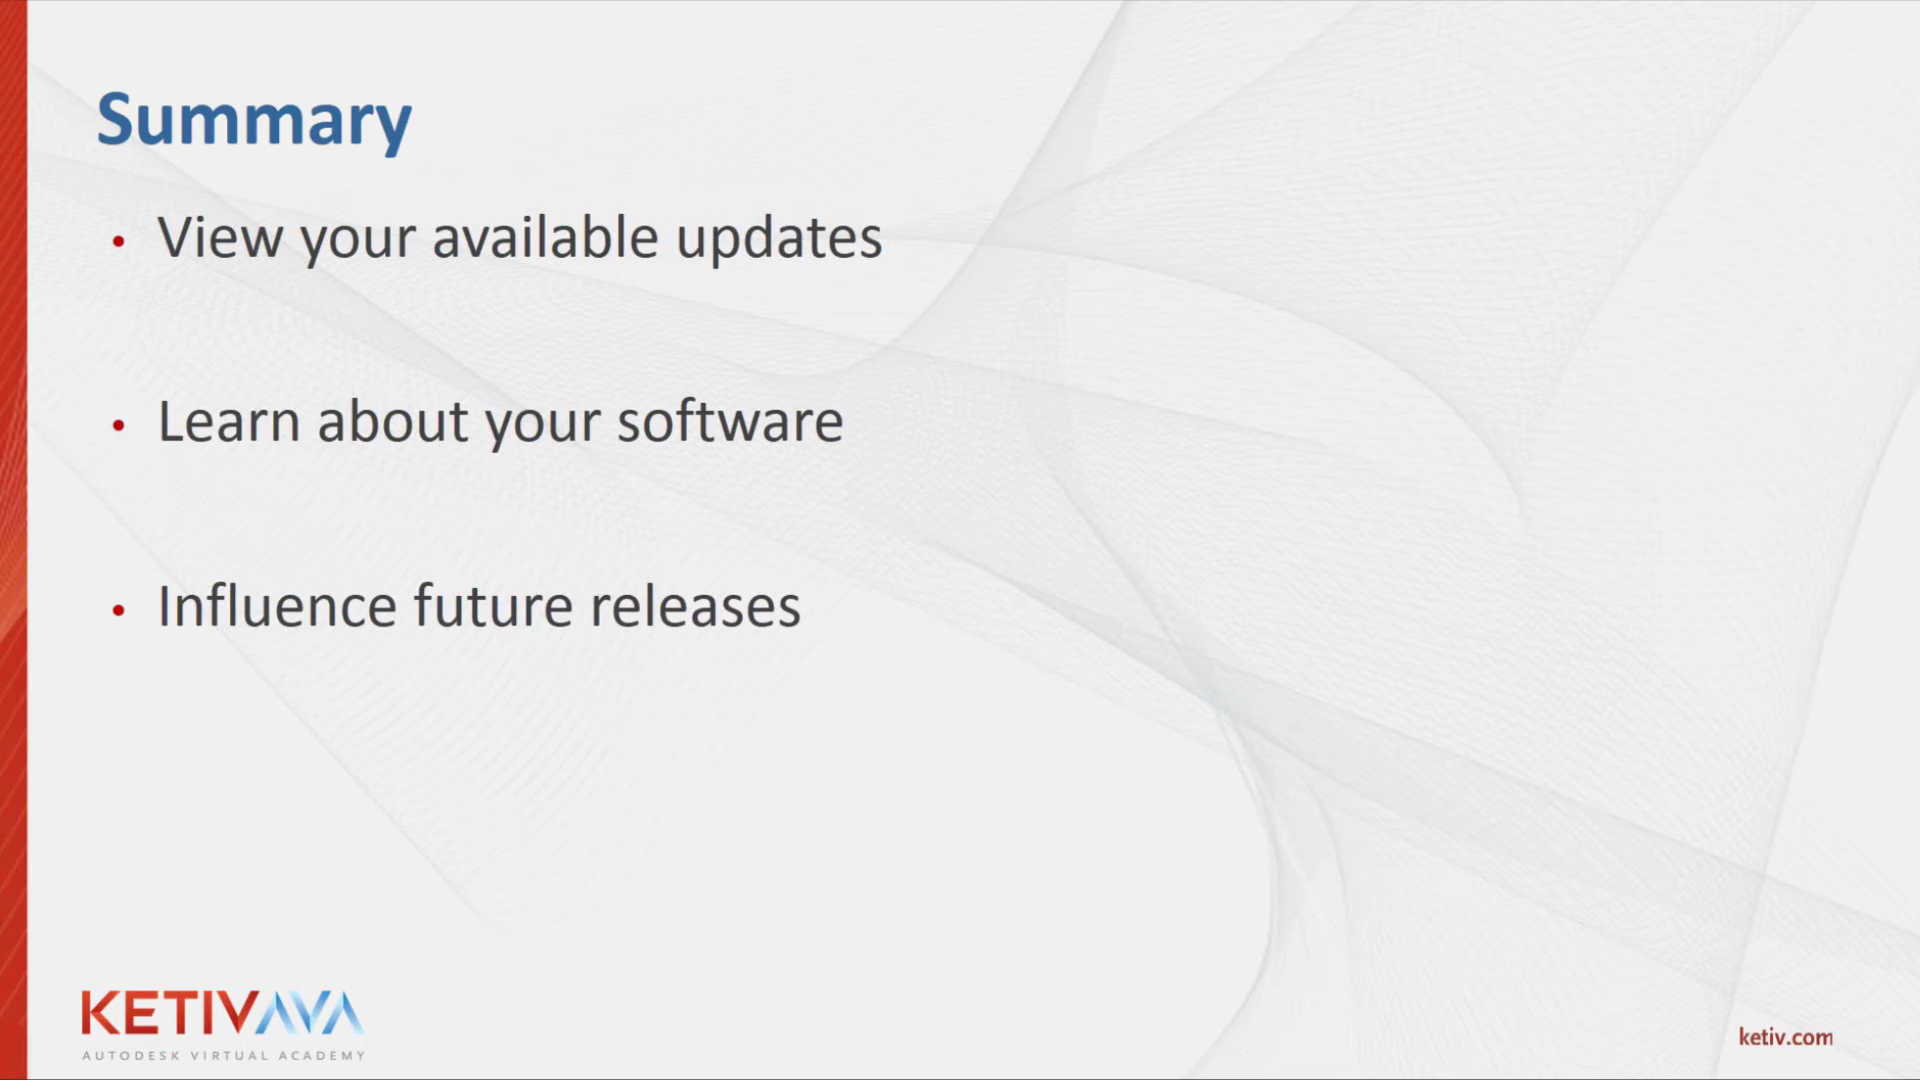 Summary
• View your available updates
• Learn about your software
• Influence future releases
KETIVAVA
AUTODESK VIRTUAL ACADEMY
ketiv.com